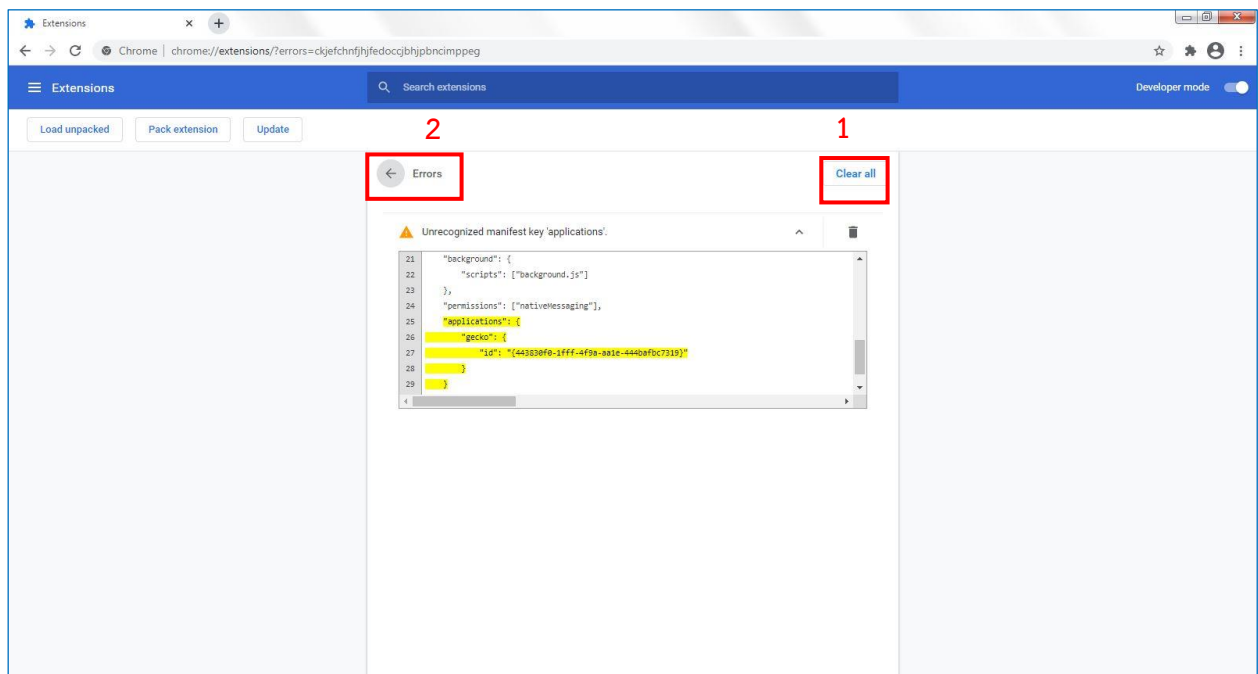 Extensions
Chrome | chrome://extensions/?errors=ckjefchnfjhjfedoccjbhjpbncimppeg
Extensions
Search extensions
Developer mode
Load unpacked
Pack extension
Update
2
1
Errors
Clear all
Unrecognized manifest key 'applications'.
21 "background": {
22 "scripts": ["background.js"]
23 },
24 "permissions": ["nativeMessaging"],
25 "applications": {
26 "gecko": {
27 "id": "{443830f0-1fff-4f9a-aa1e-444bafbc7319}"
28 }
29 }